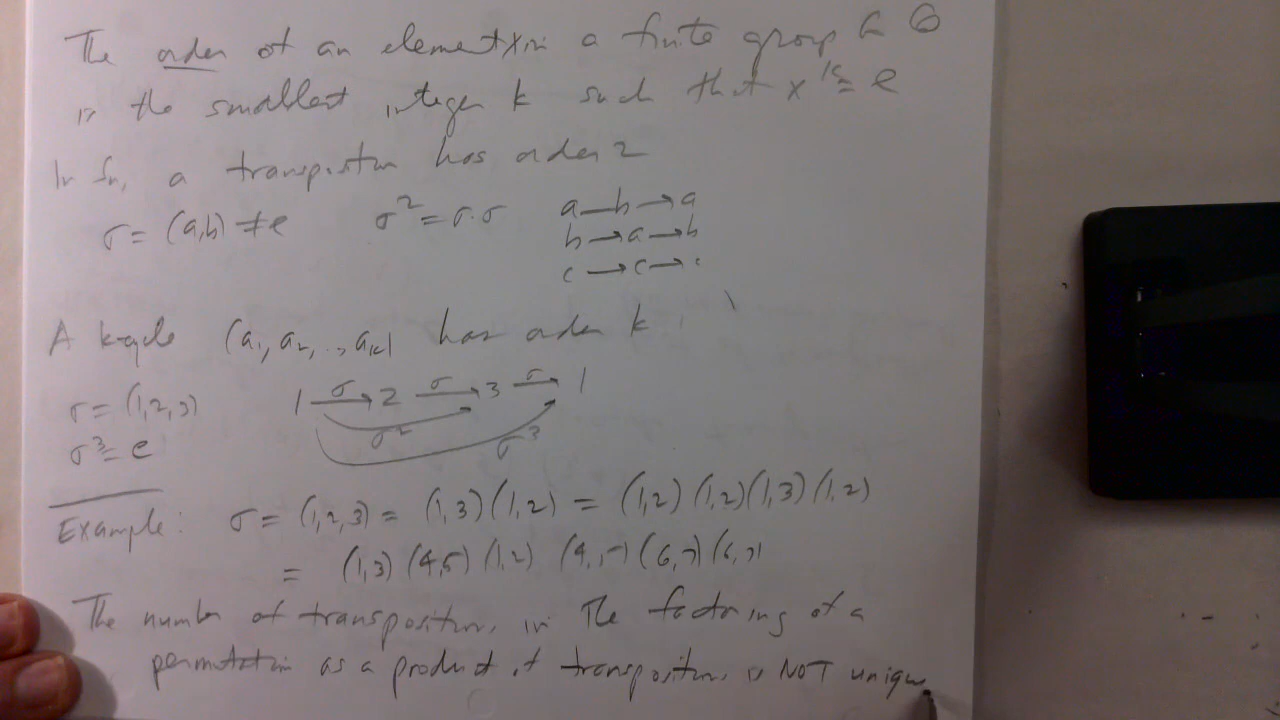 The order of an element x in a finite group G G
is the smallest integer k such that x^k = e
In Sn, a transposition has order 2
σ = (a,b) ≠ e σ² = σ·σ a — b → a
b → a → b
c → c → c
A k-cycle (a₁, a₂, .., aₖ) has order k
σ = (1,2,3) 1 σ→ 2 σ→ 3 σ→ 1
σ³ = e σ² σ³
Example: σ = (1,2,3) = (1,3)(1,2) = (1,2)(1,2)(1,3)(1,2)
= (1,3)(4,5)(1,2)(4,5)(6,7)(6,7)
The number of transpositions in the factoring of a
permutation as a product of transpositions is NOT unique